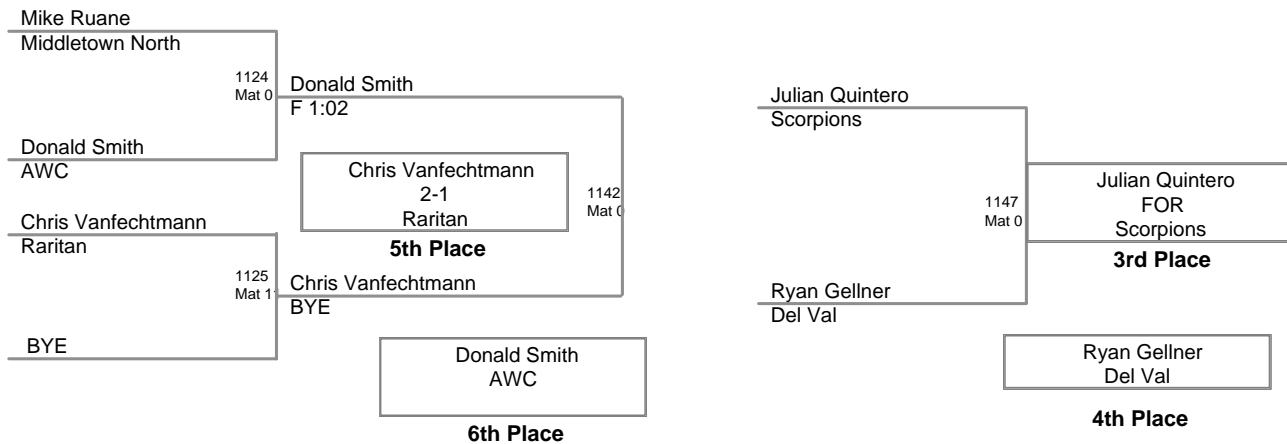 Mike Ruane
Middletown North
1124
Mat 0
Donald Smith
F 1:02
Donald Smith
AWC
Chris Vanfechtmann
2-1
Raritan
5th Place
1142
Mat 0
Chris Vanfechtmann
Raritan
1125
Mat 1
Chris Vanfechtmann
BYE
BYE
Donald Smith
AWC
6th Place
Julian Quintero
Scorpions
1147
Mat 0
Julian Quintero
FOR
Scorpions
3rd Place
Ryan Gellner
Del Val
Ryan Gellner
Del Val
4th Place